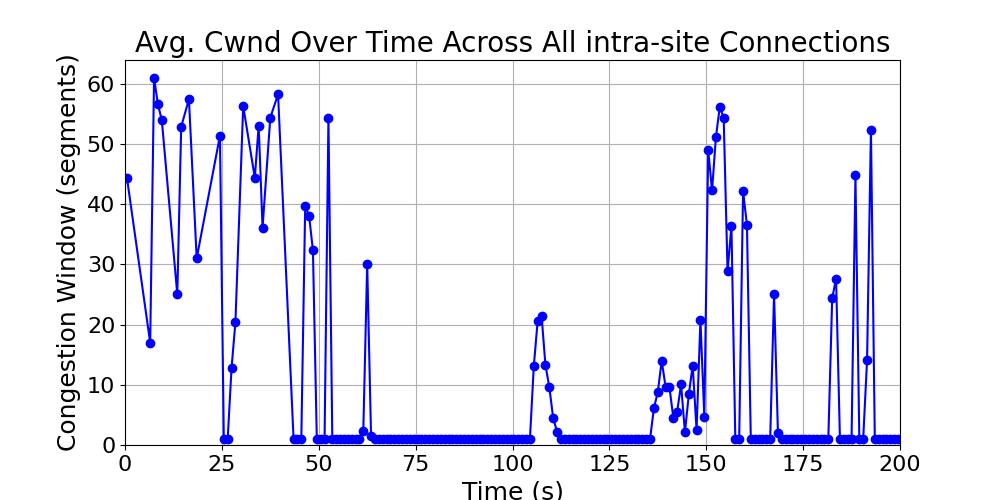 Avg. Cwnd Over Time Across All intra-site Connections
Congestion Window (segments)
60
50
40
30
20
10
0
0 25 50 75 100 125 150 175 200
Time (s)